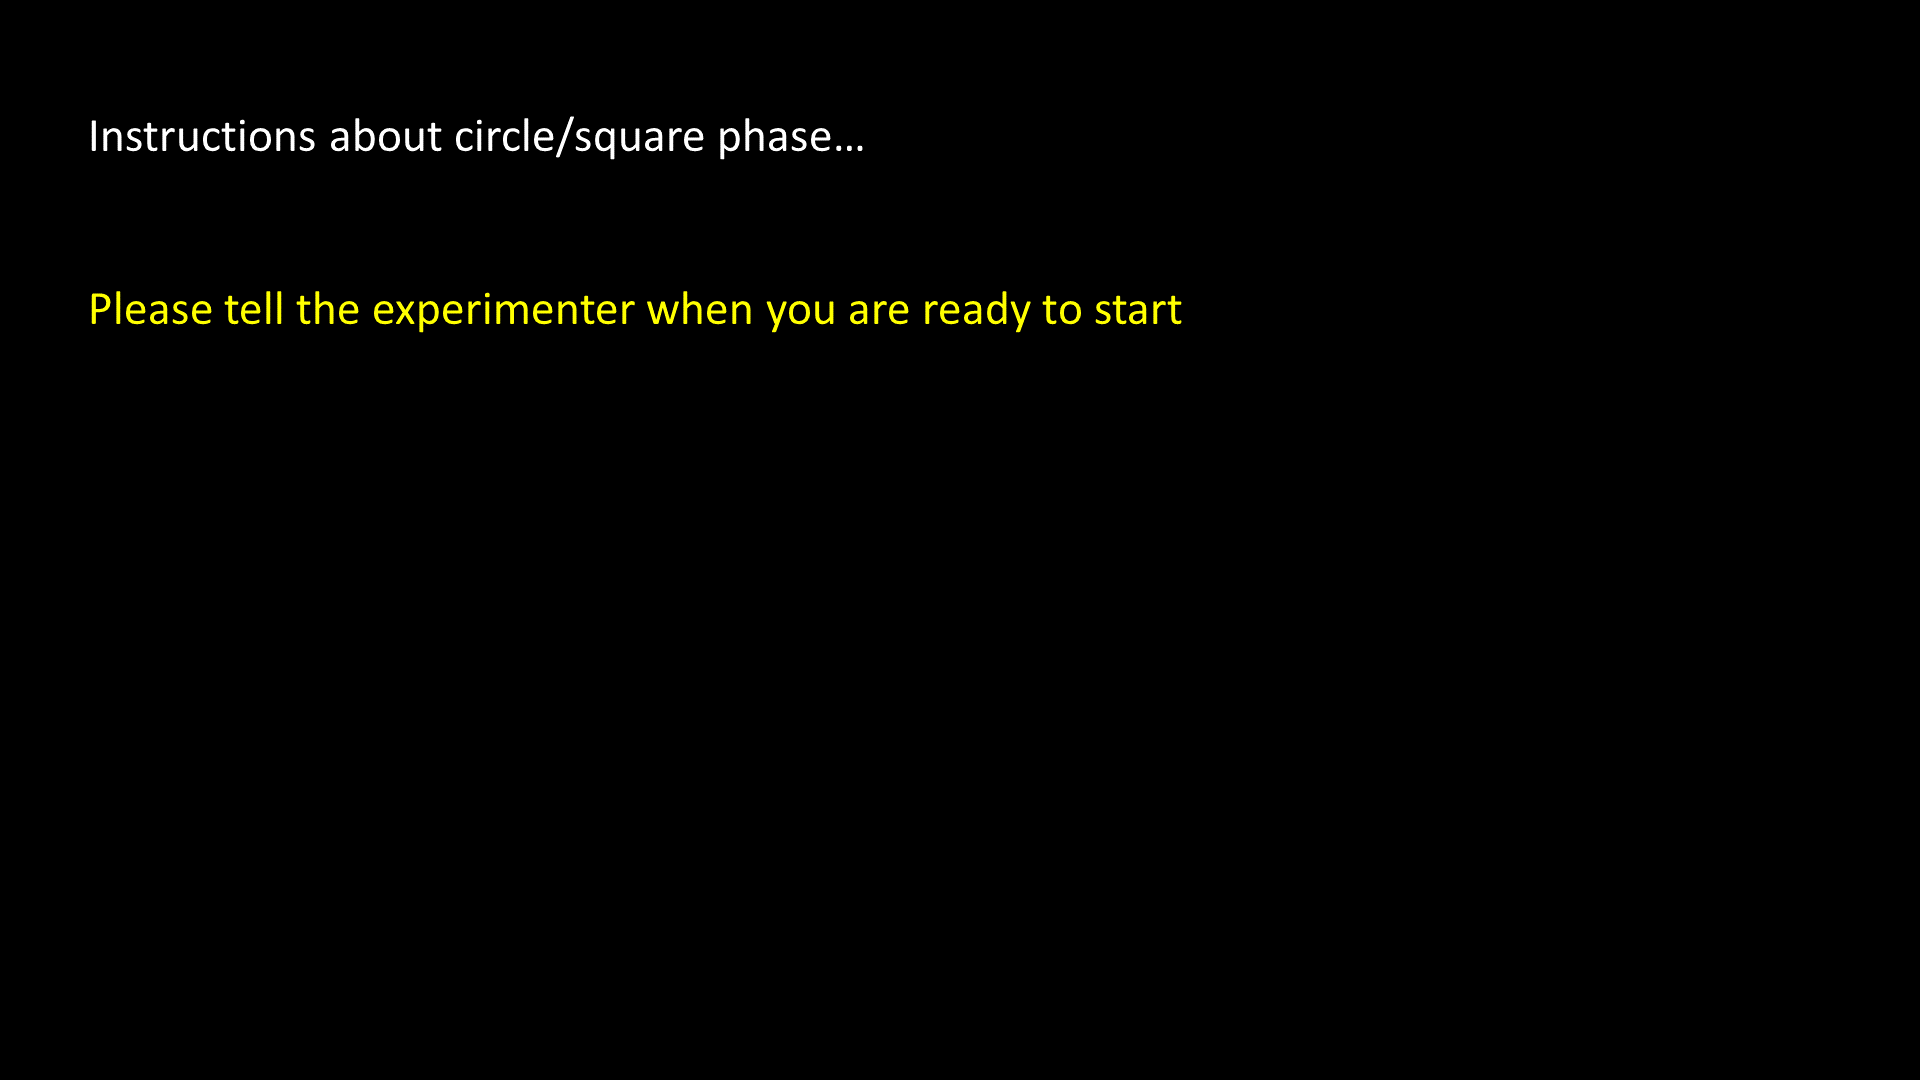 Instructions about circle/square phase…
Please tell the experimenter when you are ready to start